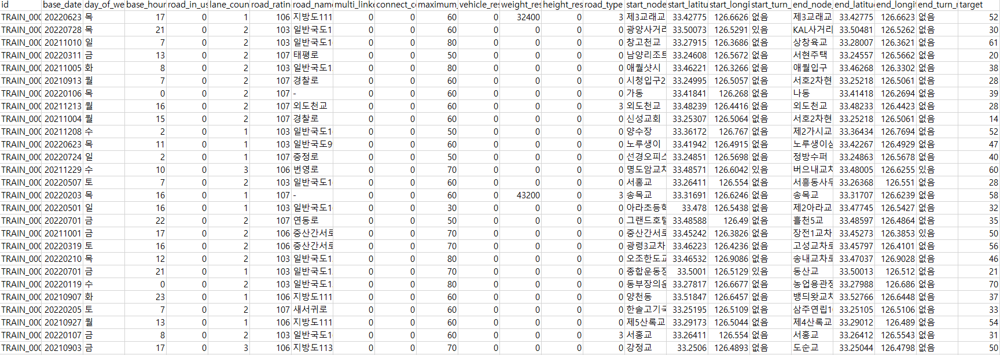 id base_date day_of_we base_hour road_in_us lane_coun road_ratin road_name multi_linke connect_c maximum_ vehicle_res weight_res height_res road_type start_node start_latitu start_longi start_turn_ end_node_ end_latitud end_longit end_turn_r target
TRAIN_000 20220623 목 17 0 1 106 지방도111 0 0 60 0 32400 0 3 제3교래교 33.42775 126.6626 없음 제3교래교 33.42775 126.6623 없음 52
TRAIN_000 20220728 목 21 0 2 103 일반국도1 0 0 60 0 0 0 0 광양사거리 33.50073 126.5291 있음 KAL사거리 33.50481 126.5262 없음 30
TRAIN_000 20211010 일 7 0 2 103 일반국도1 0 0 80 0 0 0 0 창고천교 33.27915 126.3686 없음 상창육교 33.28007 126.3621 없음 61
TRAIN_000 20220311 금 13 0 2 107 태평로 0 0 50 0 0 0 0 남양리조트 33.24608 126.5672 없음 서현주택 33.24557 126.5662 없음 20
TRAIN_000 20211005 화 8 0 2 103 일반국도1 0 0 80 0 0 0 0 애월샷시 33.46221 126.3266 없음 애월입구 33.46268 126.3302 없음 38
TRAIN_000 20210913 월 7 0 2 107 경찰로 0 0 60 0 0 0 0 시청입구2 33.24995 126.5057 없음 서호2차현 33.25218 126.5061 없음 28
TRAIN_000 20220106 목 0 0 2 107 - 0 0 60 0 0 0 0 가동 33.41841 126.268 없음 나동 33.41418 126.2694 없음 39
TRAIN_000 20211213 월 16 0 2 107 외도천교 0 0 60 0 0 0 3 외도천교 33.48239 126.4416 없음 외도천교 33.48233 126.4423 없음 28
TRAIN_000 20211004 월 15 0 2 107 경찰로 0 0 60 0 0 0 0 신성교회 33.25307 126.5064 없음 서호2차현 33.25218 126.5061 없음 14
TRAIN_000 20211208 수 2 0 1 103 일반국도1 0 0 50 0 0 0 0 양수장 33.36172 126.767 없음 제2가시교 33.36434 126.7694 없음 52
TRAIN_000 20220623 목 11 0 1 103 일반국도9 0 0 60 0 0 0 0 노루생이 33.41942 126.4915 없음 노루생이삼 33.42267 126.4929 없음 47
TRAIN_000 20220724 일 2 0 1 107 중정로 0 0 50 0 0 0 0 선경오피스 33.24851 126.5698 없음 정방수퍼 33.24863 126.5678 없음 40
TRAIN_000 20211229 수 10 0 3 106 번영로 0 0 70 0 0 0 0 명도암교차 33.48571 126.6042 있음 버으내교차 33.48005 126.6255 있음 60
TRAIN_000 20220507 토 7 0 2 103 일반국도1 0 0 60 0 0 0 0 서홍교 33.26411 126.554 없음 서홍동사무 33.26368 126.551 없음 28
TRAIN_000 20220203 목 16 0 1 107 - 0 0 60 0 43200 0 3 송목교 33.31691 126.6246 없음 송목교 33.31707 126.6239 없음 58
TRAIN_000 20220501 일 16 0 1 103 일반국도1 0 0 30 0 0 0 0 아라초등학 33.478 126.5438 없음 제2아라교 33.47745 126.5427 없음 32
TRAIN_000 20220701 금 22 0 2 107 연동로 0 0 50 0 0 0 0 그랜드호텔 33.48588 126.49 없음 흘천5교 33.48597 126.4864 없음 35
TRAIN_000 20211001 금 17 0 2 106 중산간서로 0 0 70 0 0 0 0 중산간서로 33.45242 126.3826 없음 장전1교차 33.45273 126.3853 있음 50
TRAIN_000 20220319 토 16 0 2 106 중산간서로 0 0 70 0 0 0 0 광령3교차 33.46223 126.4236 없음 고성교차로 33.45797 126.4101 없음 56
TRAIN_000 20220210 목 12 0 2 103 일반국도1 0 0 80 0 0 0 0 오조한도교 33.46532 126.9086 없음 송내교차로 33.47037 126.9028 없음 46
TRAIN_000 20220701 금 21 0 1 103 일반국도1 0 0 70 0 0 0 0 종합운동장 33.5001 126.5129 있음 동산교 33.50013 126.512 없음 21
TRAIN_000 20220119 수 0 0 2 103 일반국도1 0 0 80 0 0 0 0 동부장의운 33.27817 126.6677 없음 농업용관정 33.27988 126.686 없음 70
TRAIN_000 20210907 화 23 0 1 106 지방도111 0 0 60 0 0 0 0 양천동 33.51847 126.6457 없음 뱅듸왓교차 33.52766 126.6448 없음 37
TRAIN_000 20220205 토 7 0 2 107 새서귀로 0 0 60 0 0 0 0 한솔고기국 33.25195 126.5109 없음 삼주연립1 33.25105 126.5106 없음 33
TRAIN_000 20210927 월 13 0 1 106 지방도111 0 0 60 0 0 0 0 제5산록교 33.29173 126.5044 없음 제4산록교 33.29012 126.489 없음 54
TRAIN_000 20220107 금 8 0 2 103 일반국도1 0 0 60 0 0 0 3 서홍교 33.26411 126.554 없음 서홍교 33.26412 126.5543 없음 31
TRAIN_000 20210903 금 17 0 3 106 지방도113 0 0 70 0 0 0 0 강정교 33.2506 126.4893 없음 도순교 33.25044 126.4798 없음 50